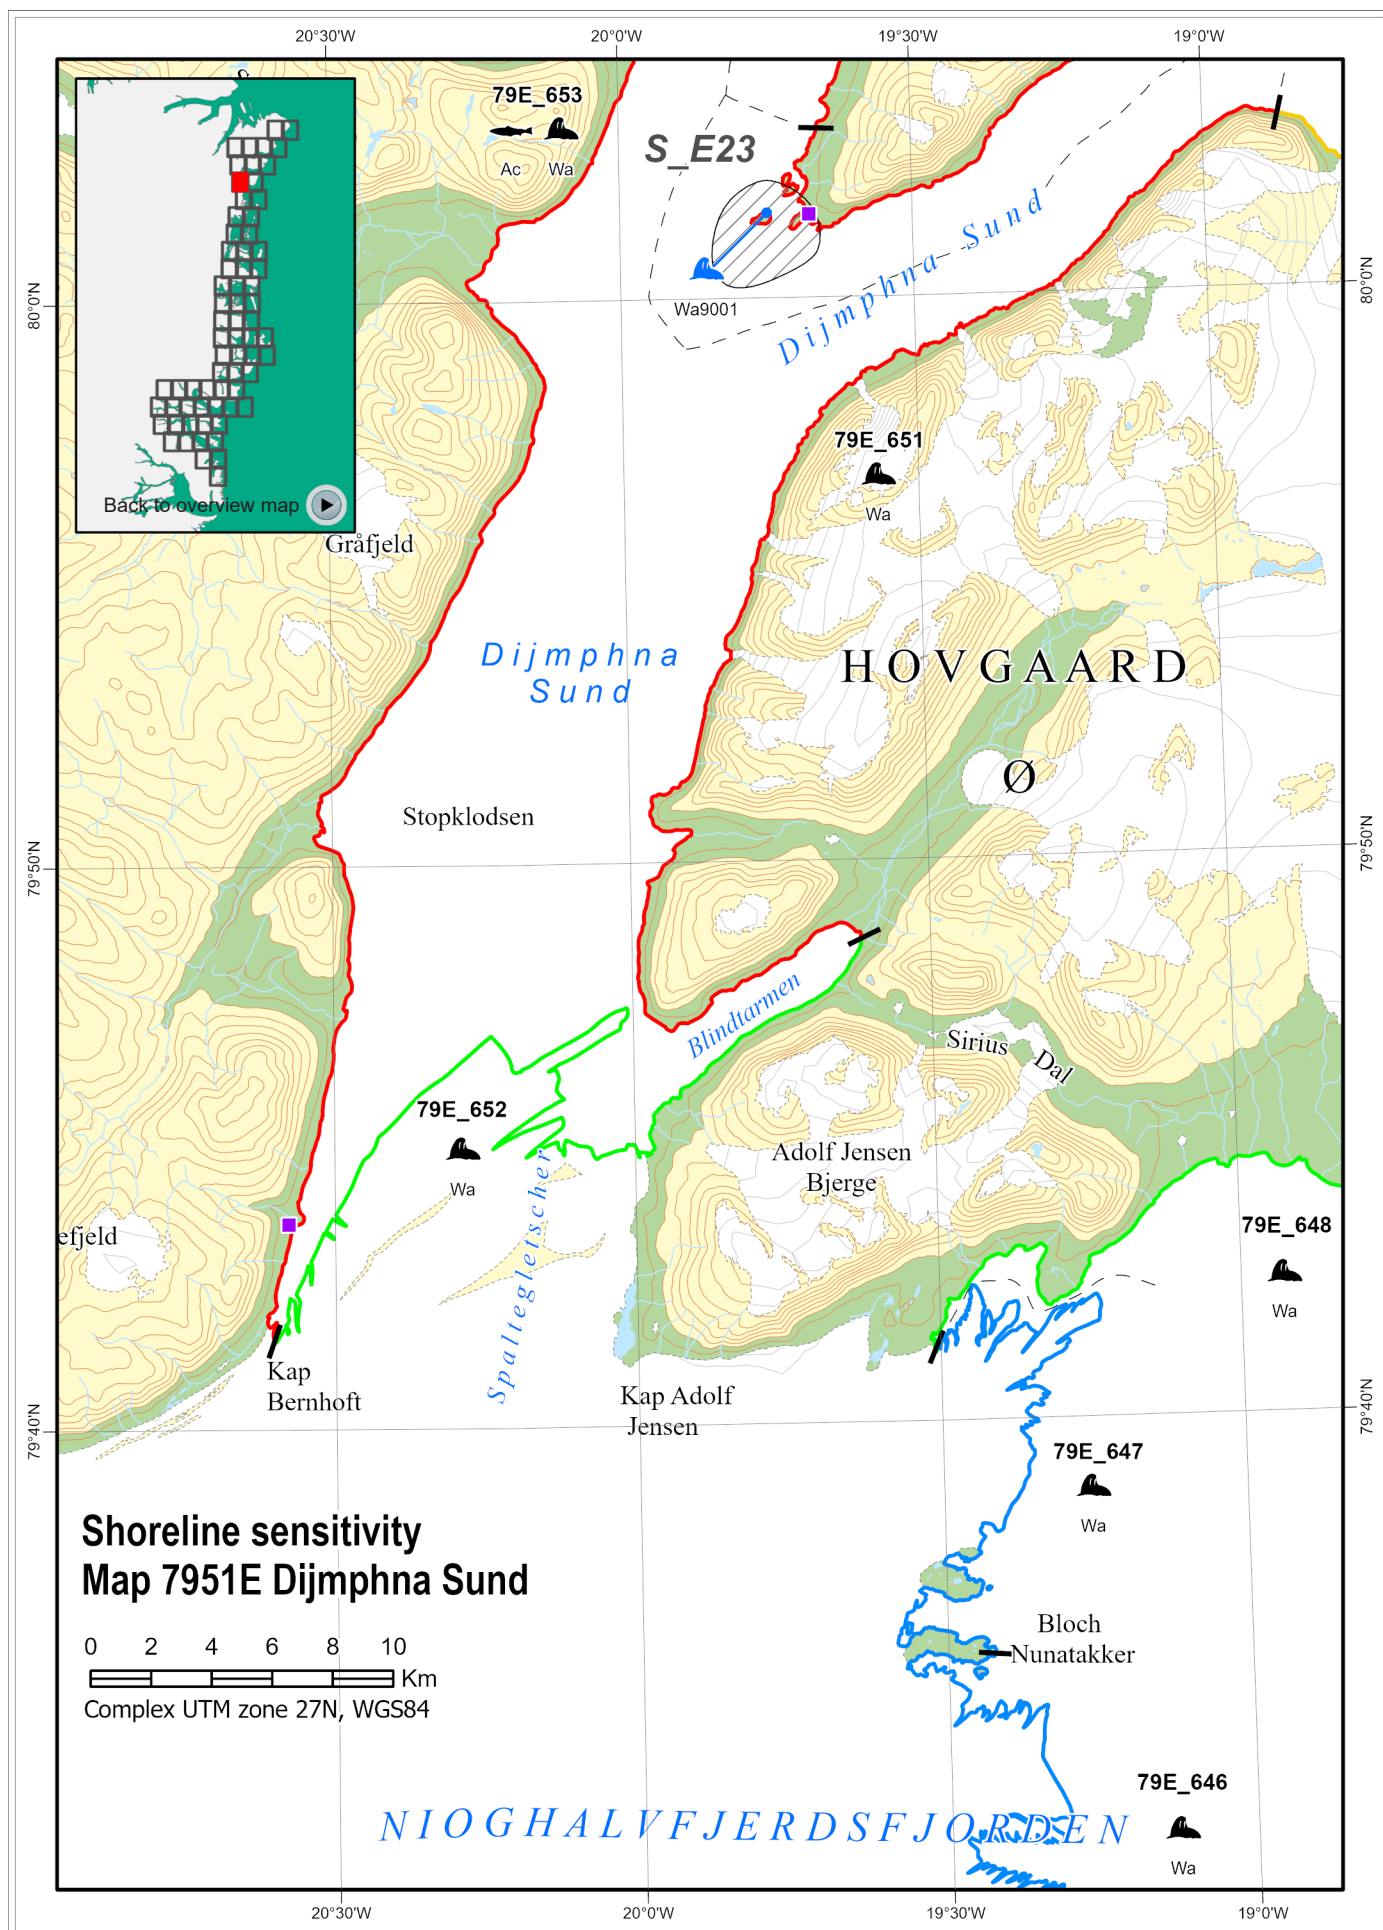 20°30'W
20°0'W
19°30'W
19°0'W
79E_653
Ac
Wa
S_E23
Wa9001
Dijmphna Sund
80°0'N
80°0'N
79E_651
Wa
Back to overview map
Gråfjeld
Dijmphna
Sund
HOVGAARD
Ø
Stopklodsen
79°50'N
79°50'N
Blindtarmen
Sirius Dal
79E_652
Wa
Adolf Jensen
Bjerge
Spaltegletscher
efjeld
79E_648
Wa
Kap
Bernhoft
Kap Adolf
Jensen
79°40'N
79°40'N
79E_647
Wa
Shoreline sensitivity
Map 7951E Dijmphna Sund
0 2 4 6 8 10
Km
Complex UTM zone 27N, WGS84
Bloch
Nunatakker
79E_646
Wa
NIOGHALVFJERDSFJORDEN
20°30'W
20°0'W
19°30'W
19°0'W